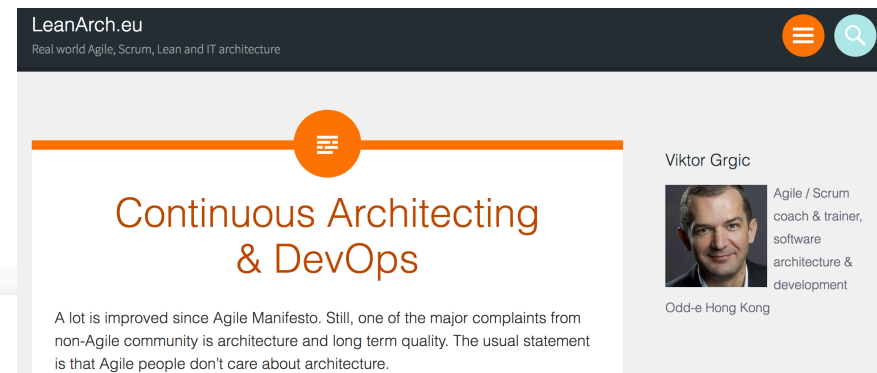 LeanArch.eu
Real world Agile, Scrum, Lean and IT architecture
Continuous Architecting
& DevOps
A lot is improved since Agile Manifesto. Still, one of the major complaints from
non-Agile community is architecture and long term quality. The usual statement
is that Agile people don’t care about architecture.
Viktor Grgic
Agile / Scrum
coach & trainer,
software
architecture &
development
Odd-e Hong Kong